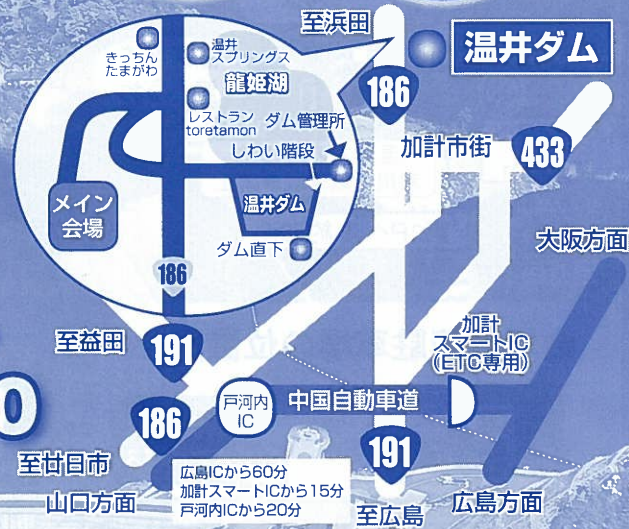 至浜田
温井ダム
きっちん
たまがわ
温井
スプリングス
龍姫湖
186
レストラン
toretamon
ダム管理所
しわい階段
加計市街
433
メイン
会場
温井ダム
ダム直下
大阪方面
186
至益田
191
加計
スマートIC
(ETC専用)
戸河内
IC
中国自動車道
186
191
至廿日市
山口方面
広島ICから60分
加計スマートICから15分
戸河内ICから20分
至広島
広島方面